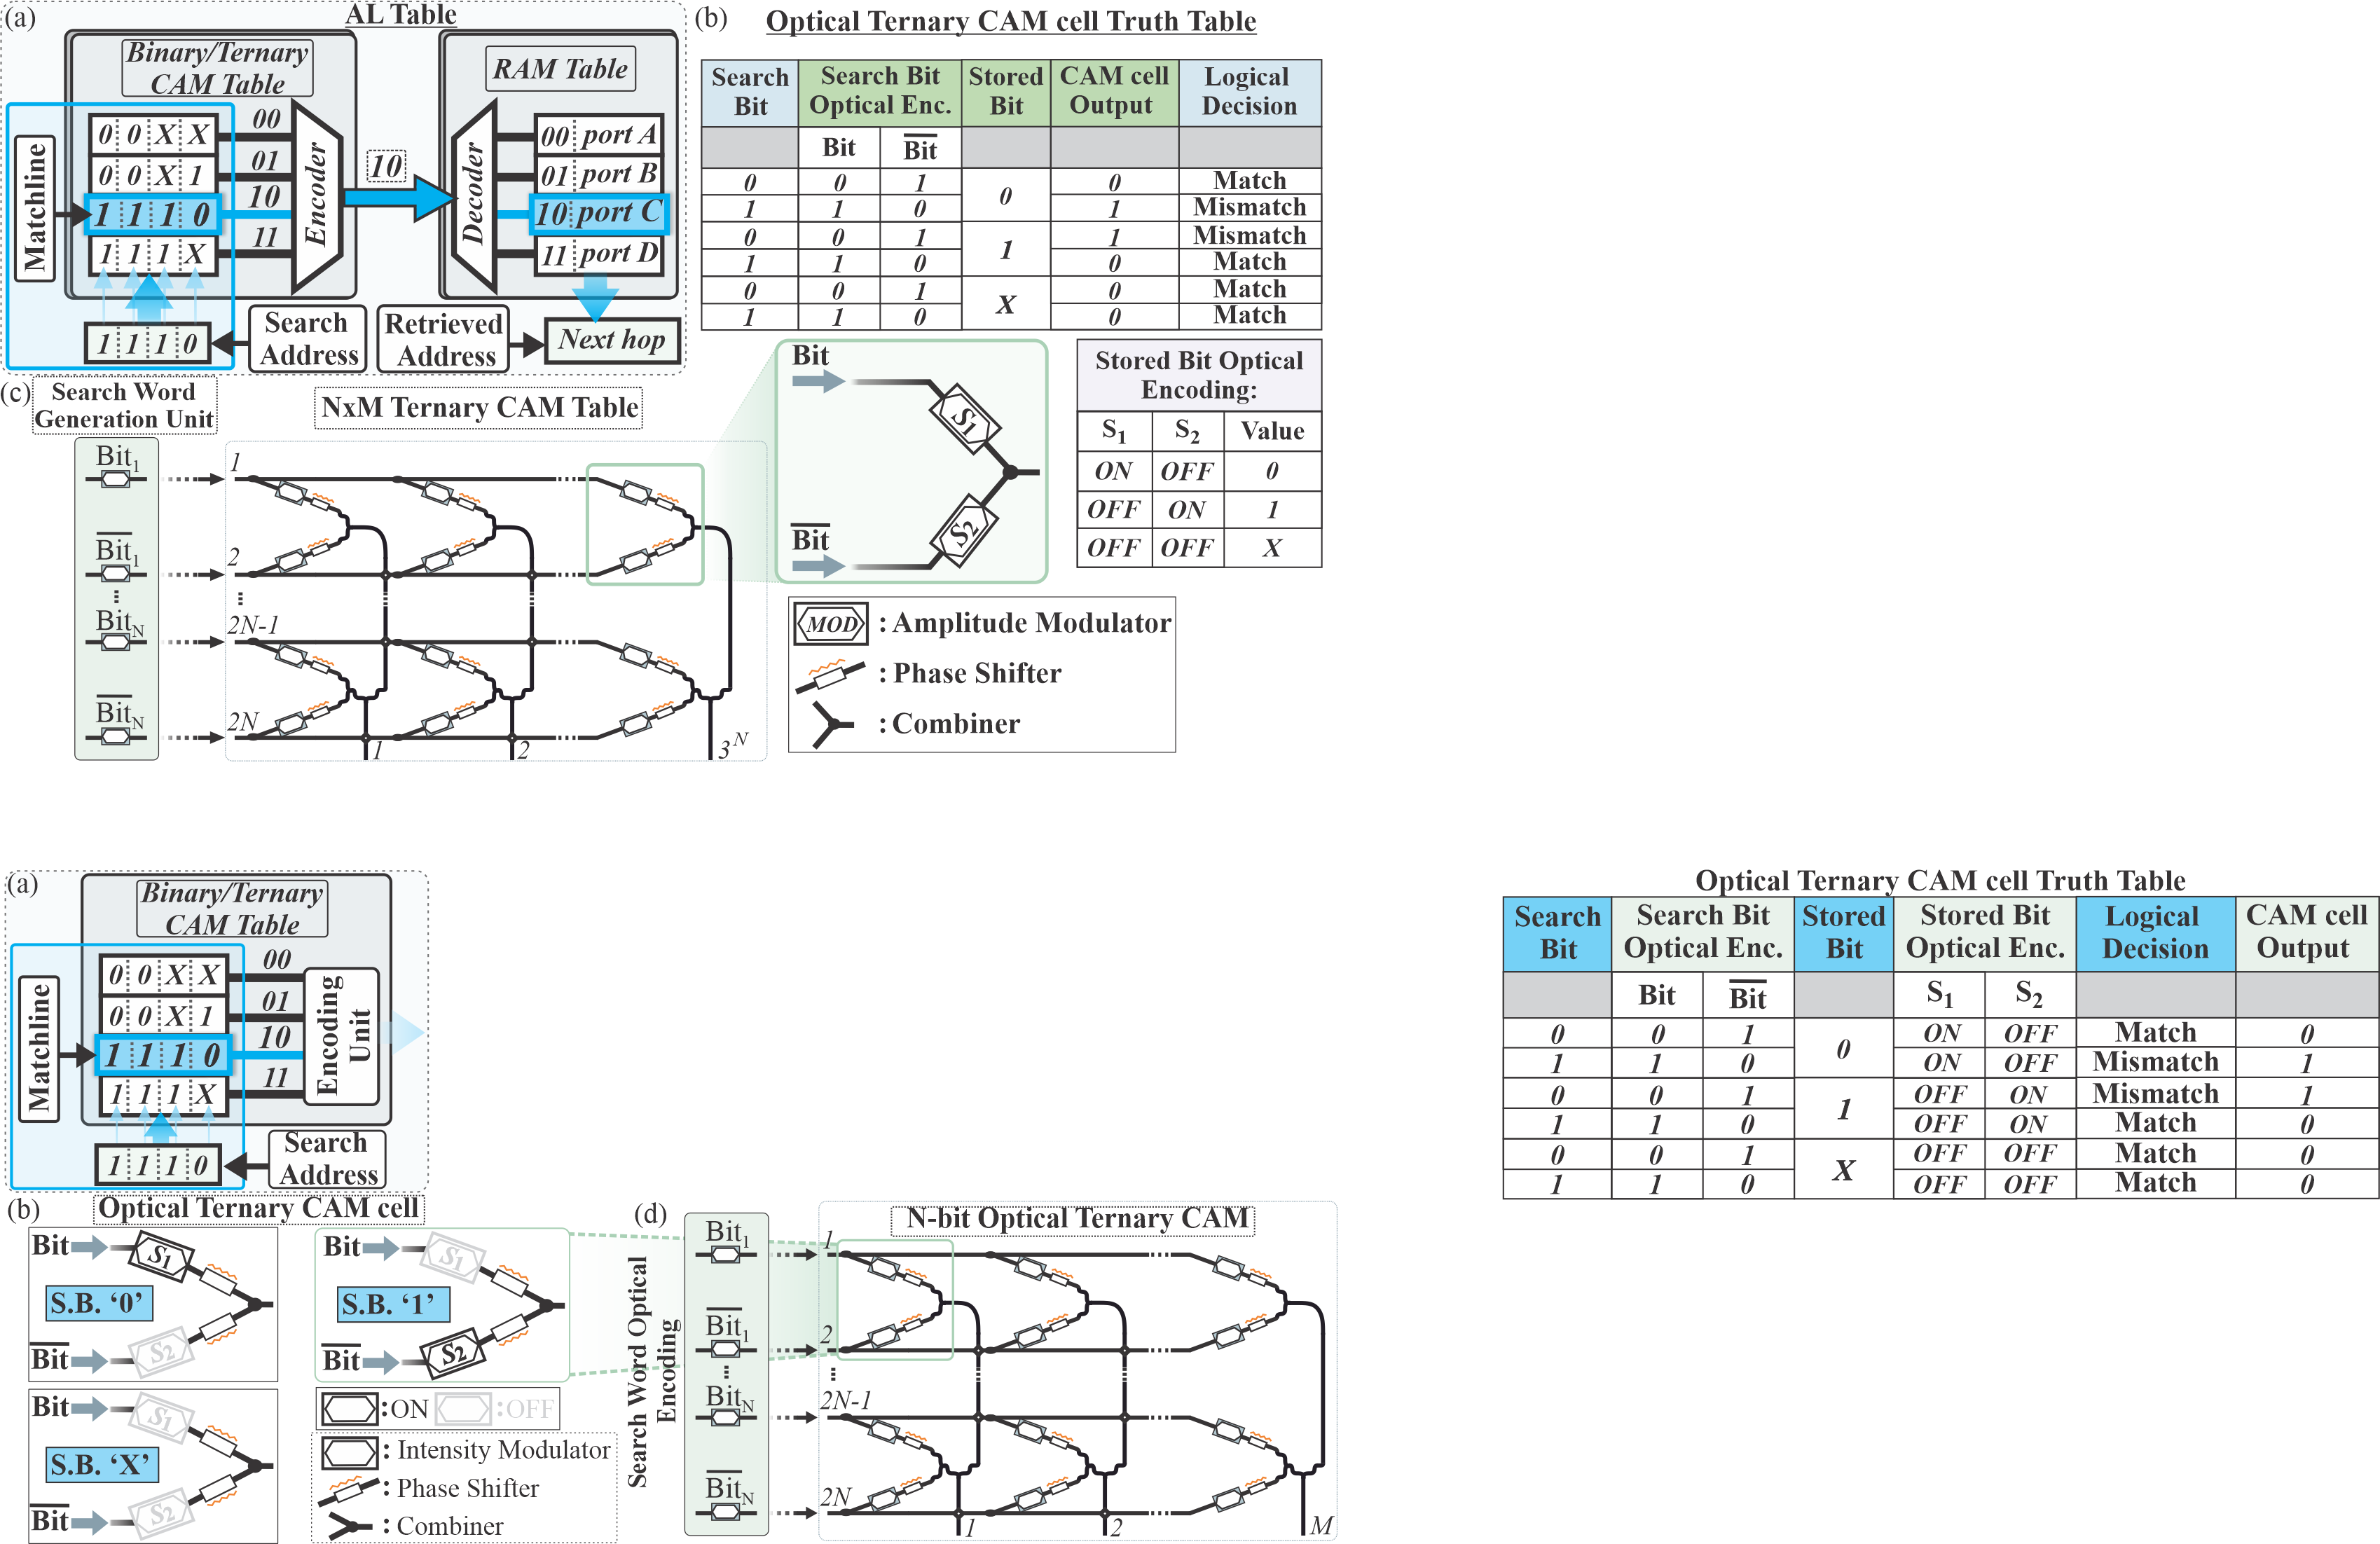 (a)
AL Table
Binary/Ternary
CAM Table
RAM Table
Matchline
0 0 X X
0 0 X 1
1 1 1 0
1 1 1 X
00
01
10
11
Encoder
10
Decoder
00 port A
01 port B
10 port C
11 port D
1 1 1 0
Search
Address
Retrieved
Address
Next hop
(b)
Optical Ternary CAM cell Truth Table
Search Bit
Search Bit Optical Enc.
Stored Bit
CAM cell Output
Logical Decision
Bit Bit
0 0 1 0 0 Match
1 1 0 1 Mismatch
0 0 1 1 1 Mismatch
1 1 0 0 Match
0 0 1 X 0 Match
1 1 0 0 Match
Bit
S1
S2
Bit
Stored Bit Optical
Encoding:
S1 S2 Value
ON OFF 0
OFF ON 1
OFF OFF X
MOD : Amplitude Modulator
: Phase Shifter
: Combiner
(c)
Search Word
Generation Unit
NxM Ternary CAM Table
Bit1
Bit1
BitN
BitN
1
2
2N-1
2N
1
2
3N
(a)
Binary/Ternary
CAM Table
Matchline
0 0 X X
0 0 X 1
1 1 1 0
1 1 1 X
00
01
10
11
Encoding
Unit
1 1 1 0
Search
Address
Optical Ternary CAM cell Truth Table
Search Bit
Search Bit Optical Enc.
Stored Bit
Stored Bit Optical Enc.
Logical Decision
CAM cell Output
Bit Bit S1 S2
0 0 1 0 ON OFF Match 0
1 1 0 ON OFF Mismatch 1
0 0 1 1 OFF ON Mismatch 1
1 1 0 OFF ON Match 0
0 0 1 X OFF OFF Match 0
1 1 0 OFF OFF Match 0
(b)
Optical Ternary CAM cell
Bit
S1
S.B. ‘0’
Bit
S2
Bit
S1
S.B. ‘1’
Bit
S2
Bit
S1
S.B. ‘X’
Bit
S2
:ON :OFF
: Intensity Modulator
: Phase Shifter
: Combiner
(d)
Search Word Optical
Encoding
N-bit Optical Ternary CAM
Bit1
Bit1
BitN
BitN
1
2
2N-1
2N
1
2
M